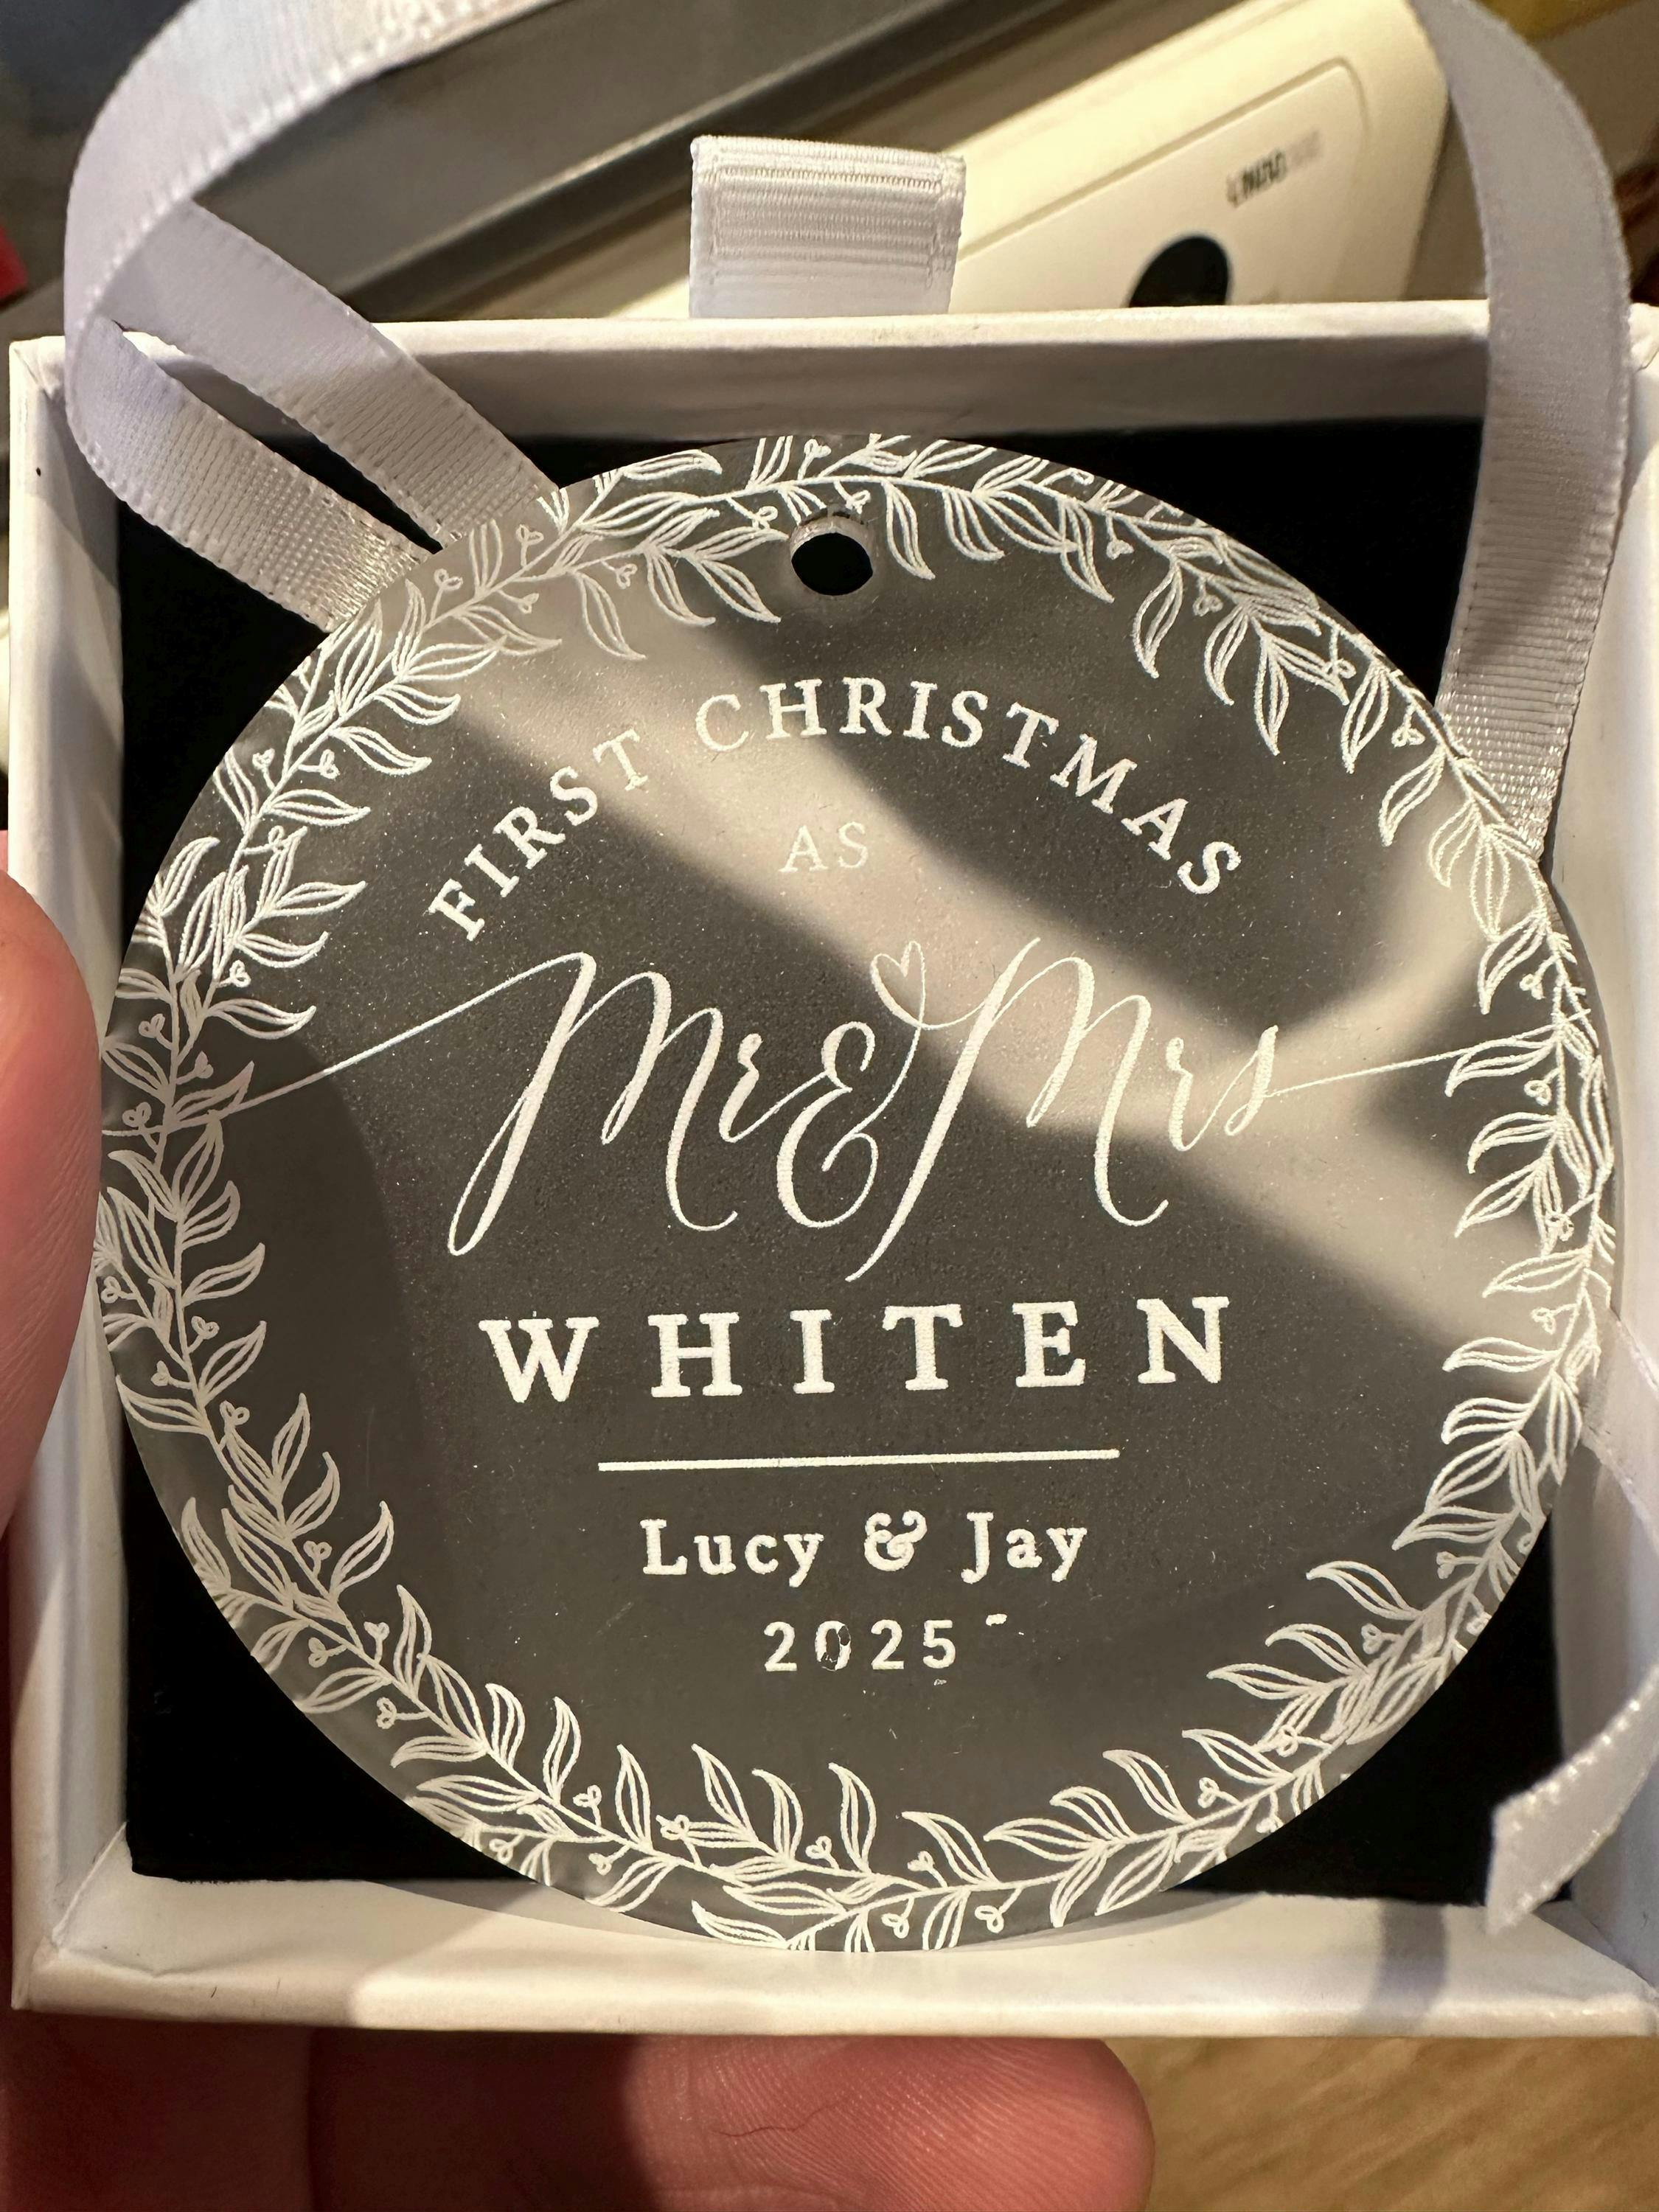 FIRST CHRISTMAS
AS
Mr & Mrs
WHITEN
Lucy & Jay
2025